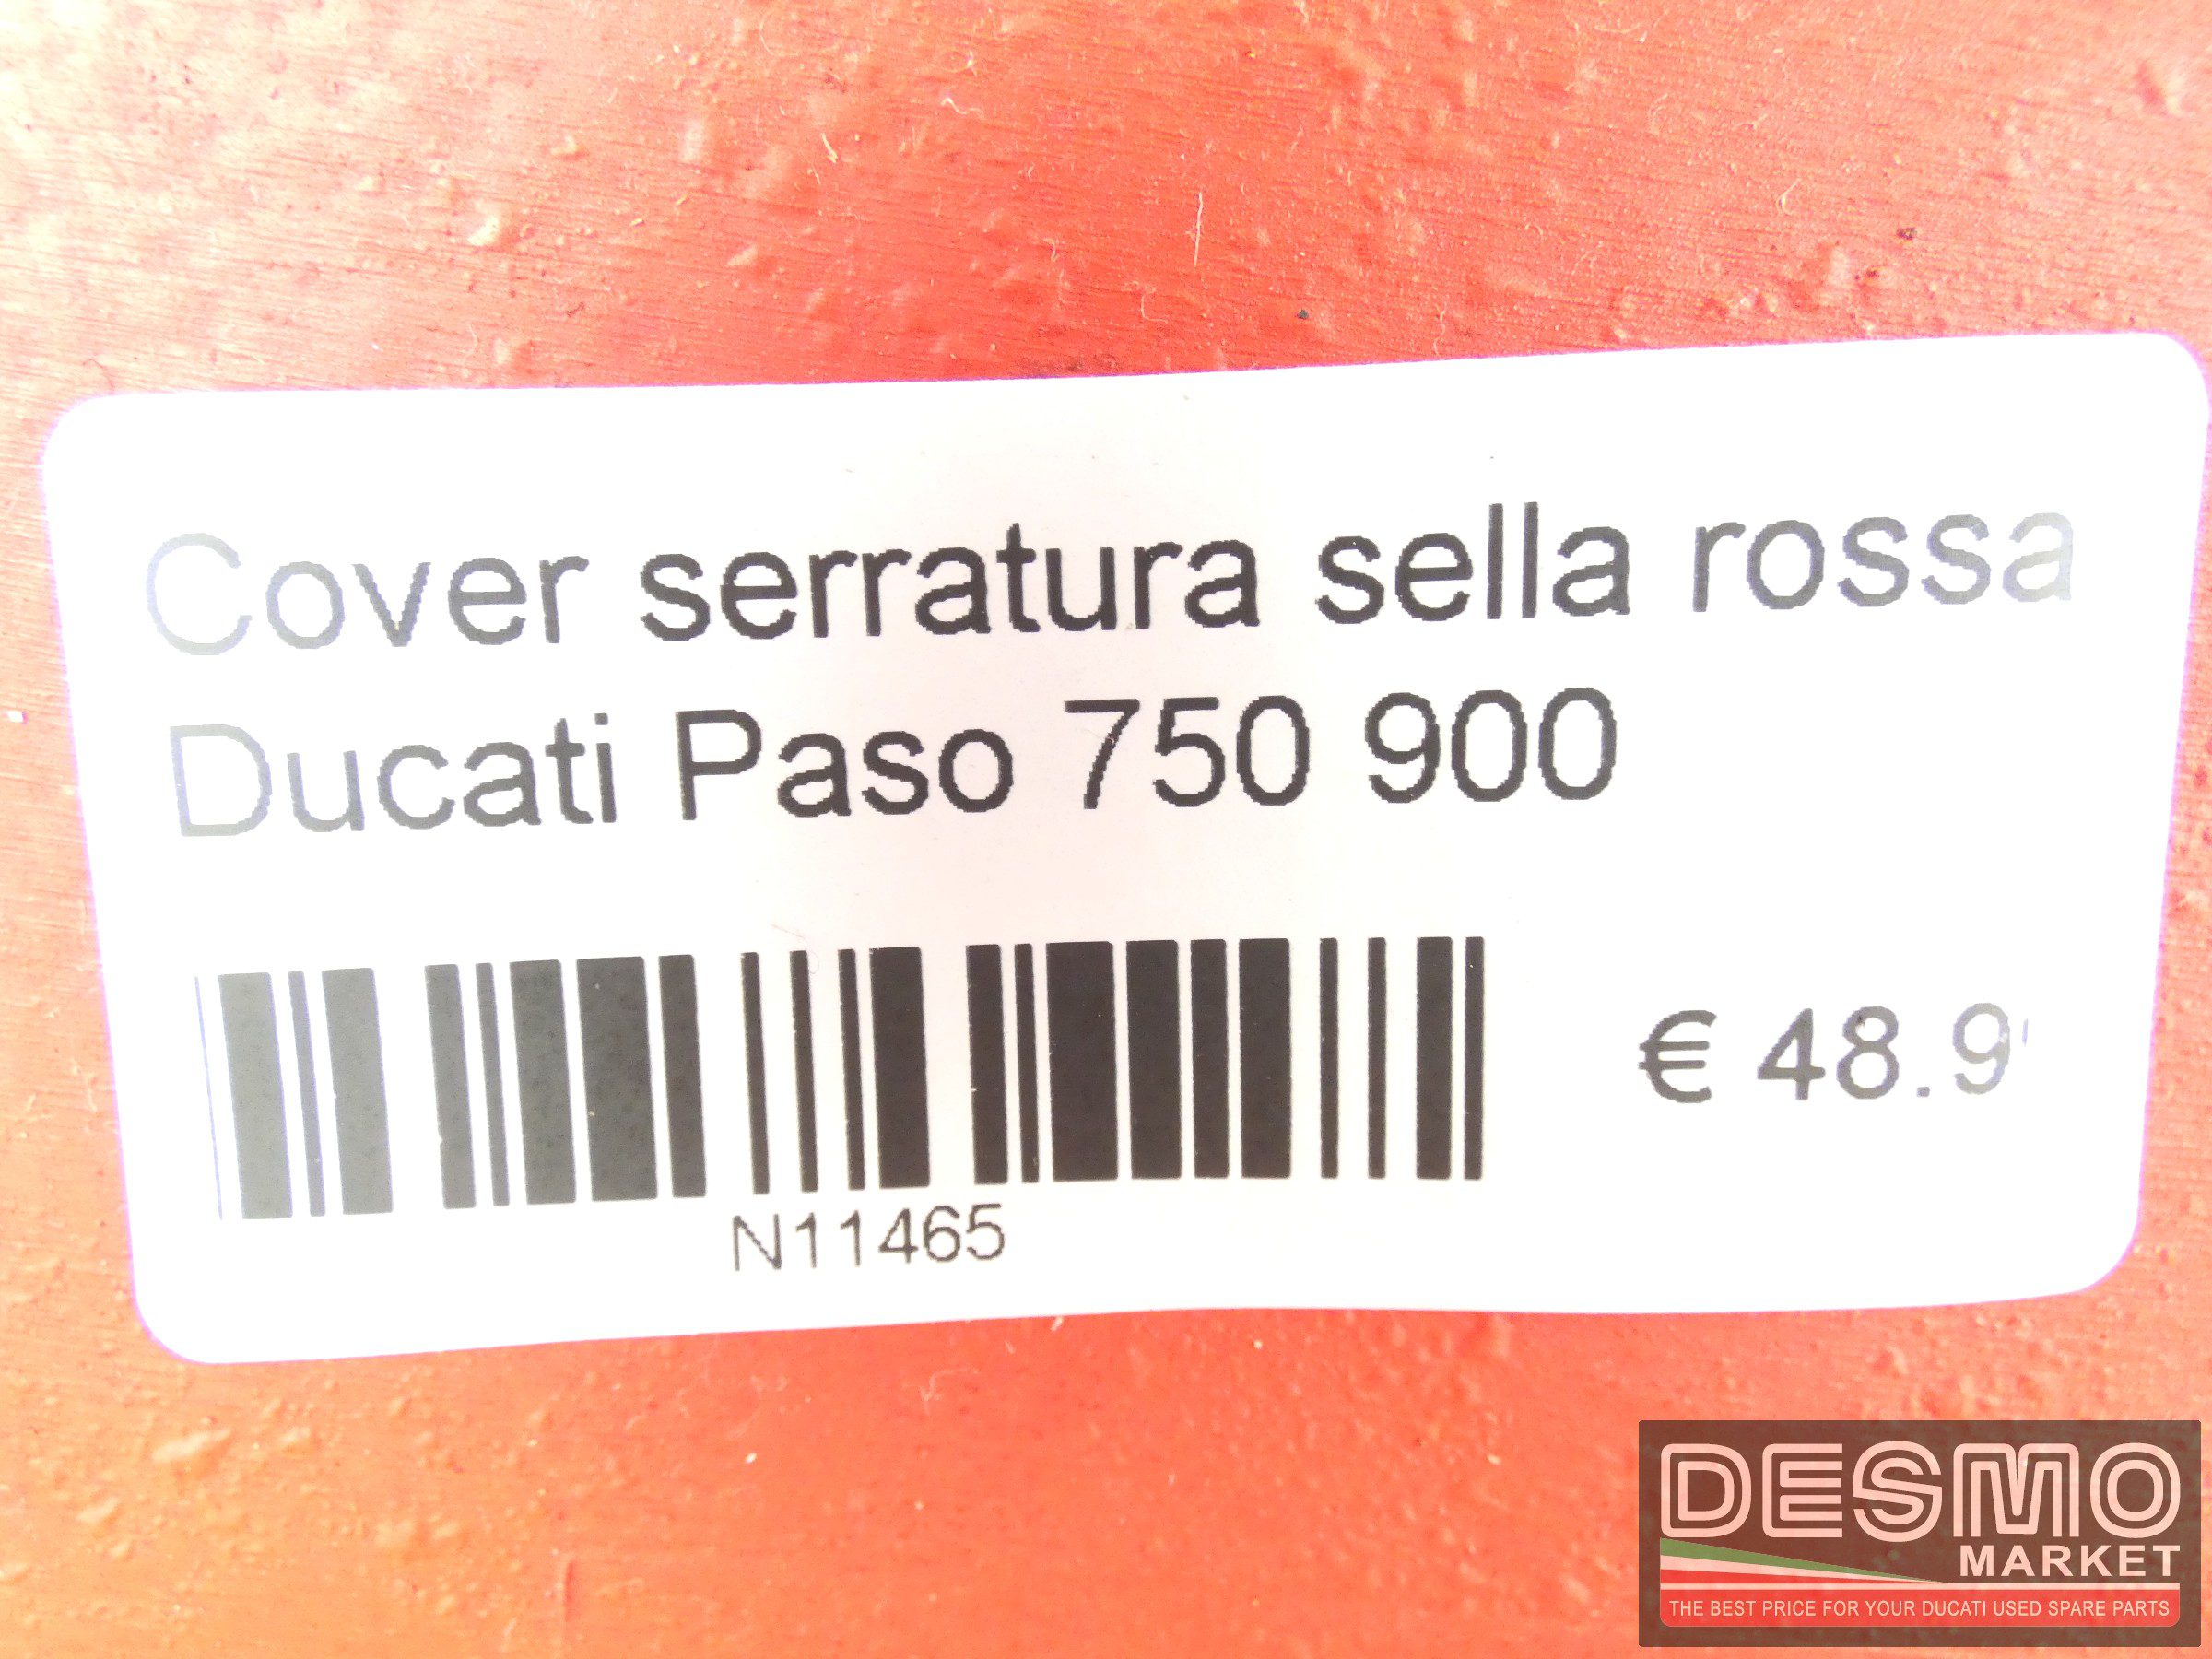 Cover serratura sella rossa
Ducati Paso 750 900
€ 48.9
N11465
DESMO
MARKET
THE BEST PRICE FOR YOUR DUCATI USED SPARE PARTS